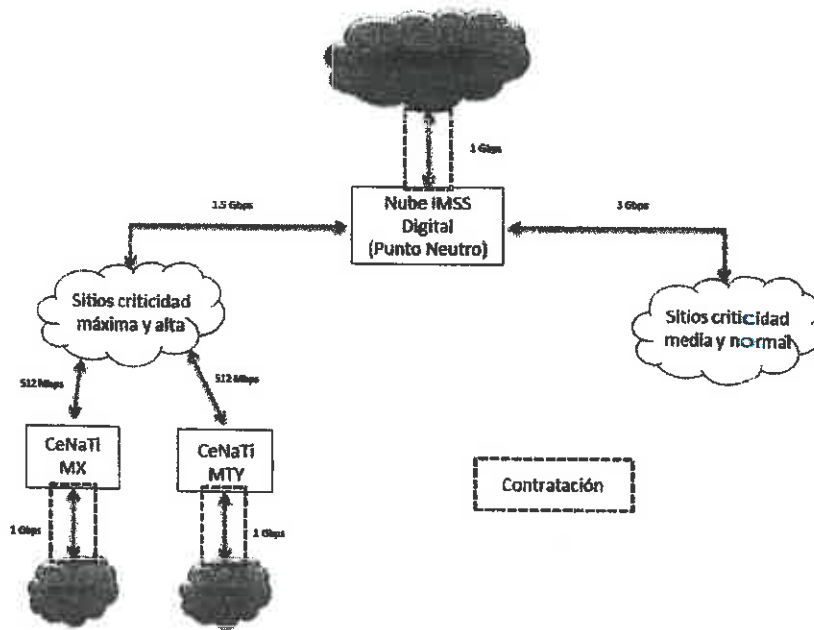 1 Gbps
Nube IMSS
Digital
(Punto Neutro)
1.5 Gbps
3 Gbps
Sitios criticidad
máxima y alta
Sitios criticidad
media y normal
512 Mbps
512 Mbps
CeNaTi
MX
CeNaTi
MTY
Contratación
1 Gbps
1 Gbps